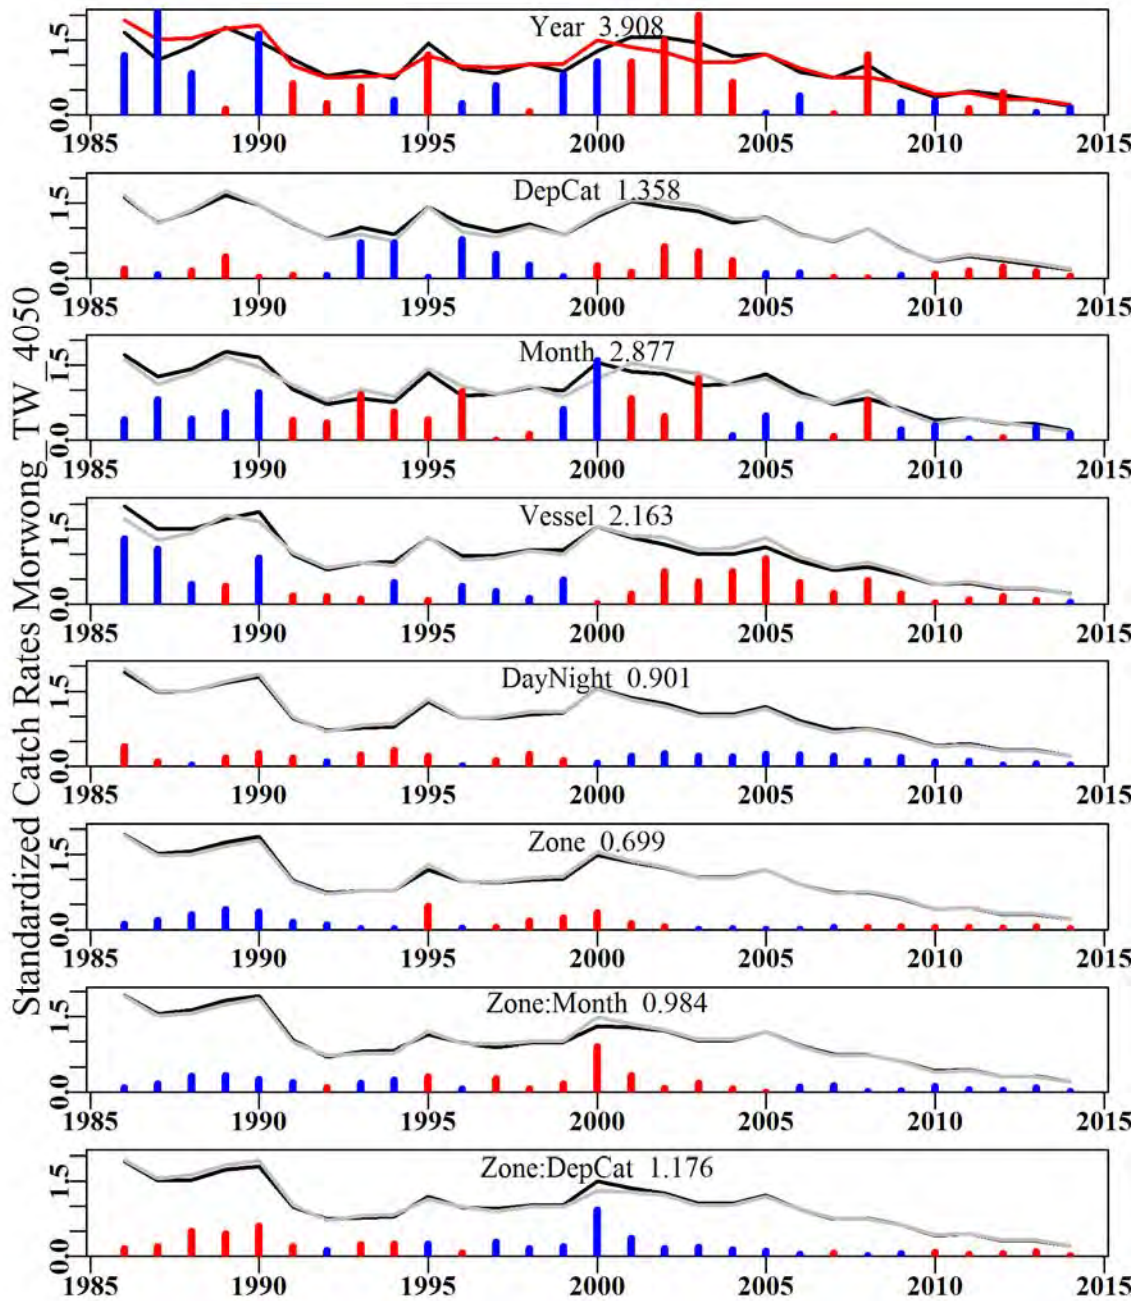 Standardized Catch Rates Morwong_TW_4050
Year 3.908
0.0 1.5
1985 1990 1995 2000 2005 2010 2015
DepCat 1.358
0.0 1.5
1985 1990 1995 2000 2005 2010 2015
Month 2.877
0.0 1.5
1985 1990 1995 2000 2005 2010 2015
Vessel 2.163
0.0 1.5
1985 1990 1995 2000 2005 2010 2015
DayNight 0.901
0.0 1.5
1985 1990 1995 2000 2005 2010 2015
Zone 0.699
0.0 1.5
1985 1990 1995 2000 2005 2010 2015
Zone:Month 0.984
0.0 1.5
1985 1990 1995 2000 2005 2010 2015
Zone:DepCat 1.176
0.0 1.5
1985 1990 1995 2000 2005 2010 2015